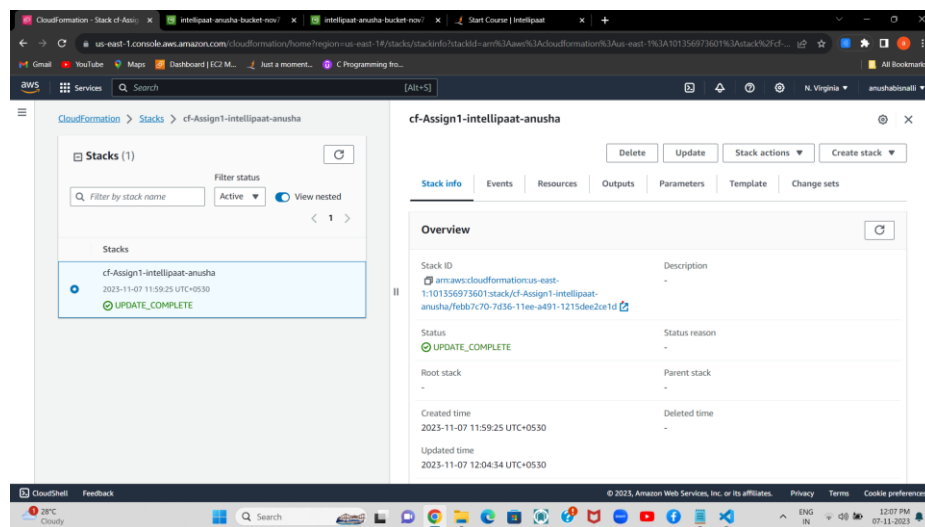 CloudFormation - Stack cf-Assig
intellipaat-anusha-bucket-nov7
intellipaat-anusha-bucket-nov7
Start Course | Intellipaat
us-east-1.console.aws.amazon.com/cloudformation/home?region=us-east-1#/stacks/stackinfo?stackId=arn%3Aaws%3Acloudformation%3Aus-east-1%3A101356973601%3Astack%2Fcf-...
Gmail YouTube Maps Dashboard | EC2 M... Just a moment... C Programming fro... All Bookmark
aws Services Search [Alt+S] N. Virginia anushabisnalli
CloudFormation > Stacks > cf-Assign1-intellipaat-anusha
Stacks (1)
Filter status
Filter by stack name Active View nested
1
Stacks
cf-Assign1-intellipaat-anusha
2023-11-07 11:59:25 UTC+0530
UPDATE_COMPLETE
cf-Assign1-intellipaat-anusha
Delete Update Stack actions Create stack
Stack info Events Resources Outputs Parameters Template Change sets
Overview
Stack ID Description
arn:aws:cloudformation:us-east- -
1:101356973601:stack/cf-Assign1-intellipaat-
anusha/febb7c70-7d36-11ee-a491-1215dee2ce1d
Status Status reason
UPDATE_COMPLETE -
Root stack Parent stack
- -
Created time Deleted time
2023-11-07 11:59:25 UTC+0530 -
Updated time
2023-11-07 12:04:34 UTC+0530
CloudShell Feedback © 2023, Amazon Web Services, Inc. or its affiliates. Privacy Terms Cookie preferences
28°C
Cloudy
Search
ENG
IN
12:07 PM
07-11-2023